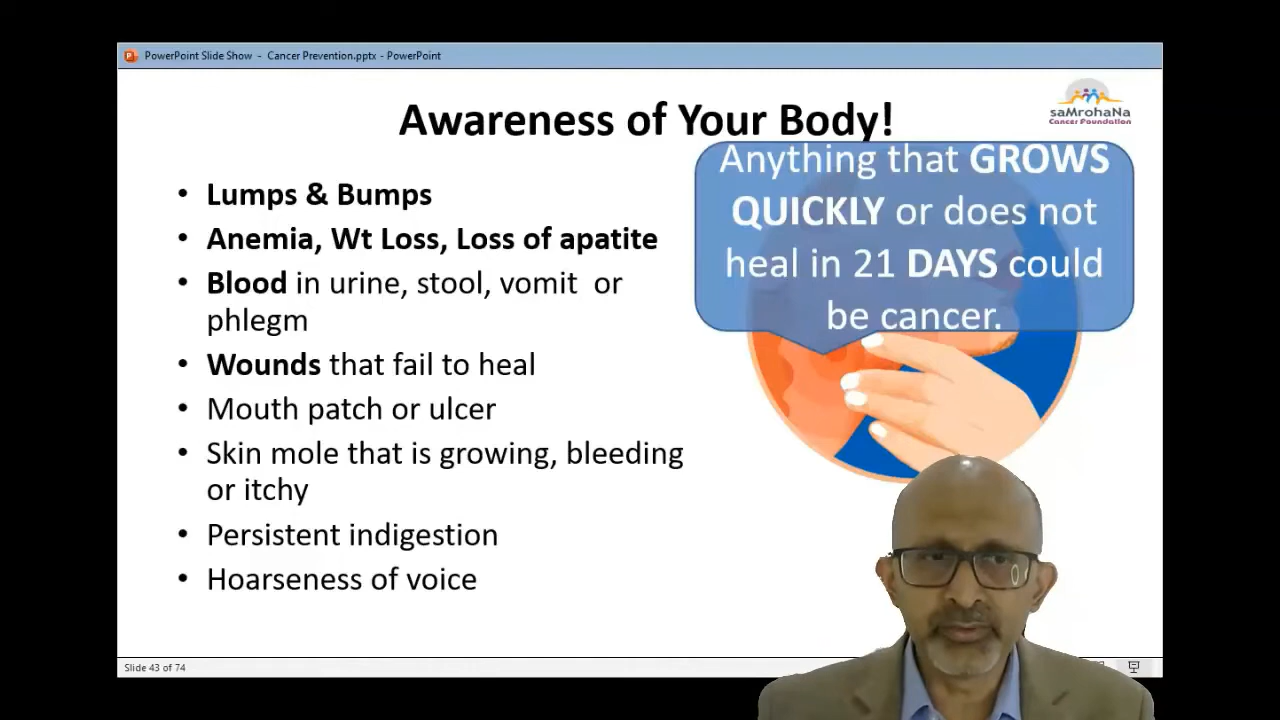 PowerPoint Slide Show - Cancer Prevention.pptx - PowerPoint
Awareness of Your Body!
saMrohaNa
Cancer Foundation
Anything that GROWS
QUICKLY or does not
heal in 21 DAYS could
be cancer.
• Lumps & Bumps
• Anemia, Wt Loss, Loss of apatite
• Blood in urine, stool, vomit or
phlegm
• Wounds that fail to heal
• Mouth patch or ulcer
• Skin mole that is growing, bleeding
or itchy
• Persistent indigestion
• Hoarseness of voice
Slide 43 of 74